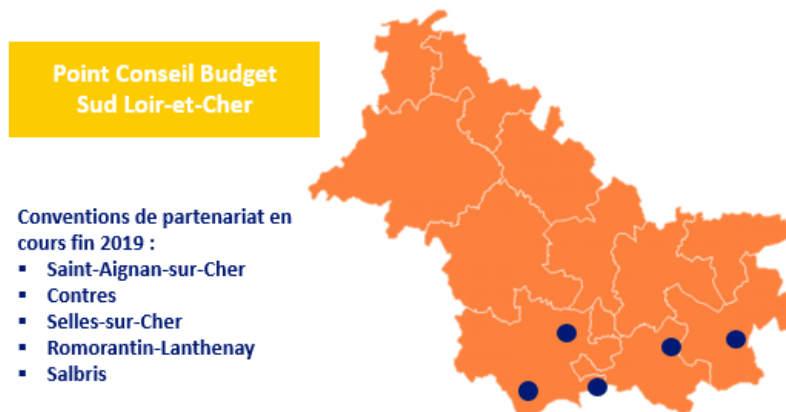 Point Conseil Budget
Sud Loir-et-Cher
Conventions de partenariat en
cours fin 2019 :
▪ Saint-Aignan-sur-Cher
▪ Contres
▪ Selles-sur-Cher
▪ Romorantin-Lanthenay
▪ Salbris